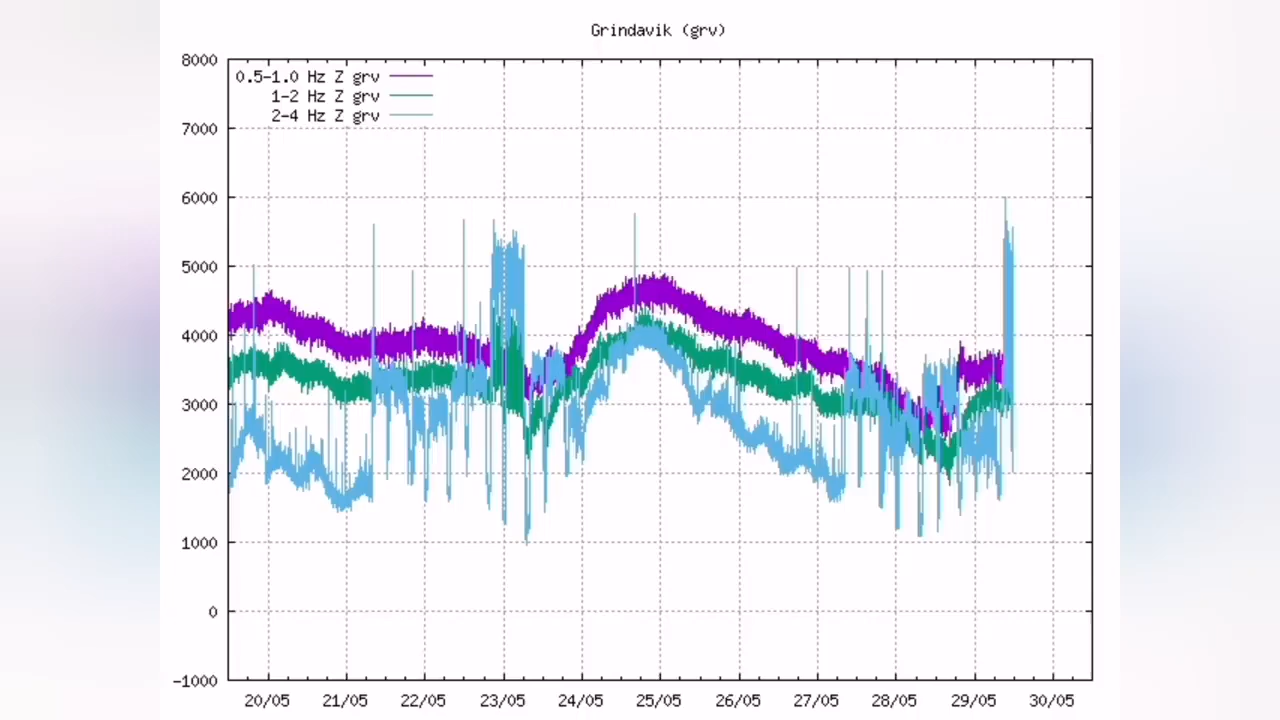 Grindavik (grv)
0.5-1.0 Hz Z grv
1-2 Hz Z grv
2-4 Hz Z grv
8000
7000
6000
5000
4000
3000
2000
1000
0
-1000
20/05 21/05 22/05 23/05 24/05 25/05 26/05 27/05 28/05 29/05 30/05